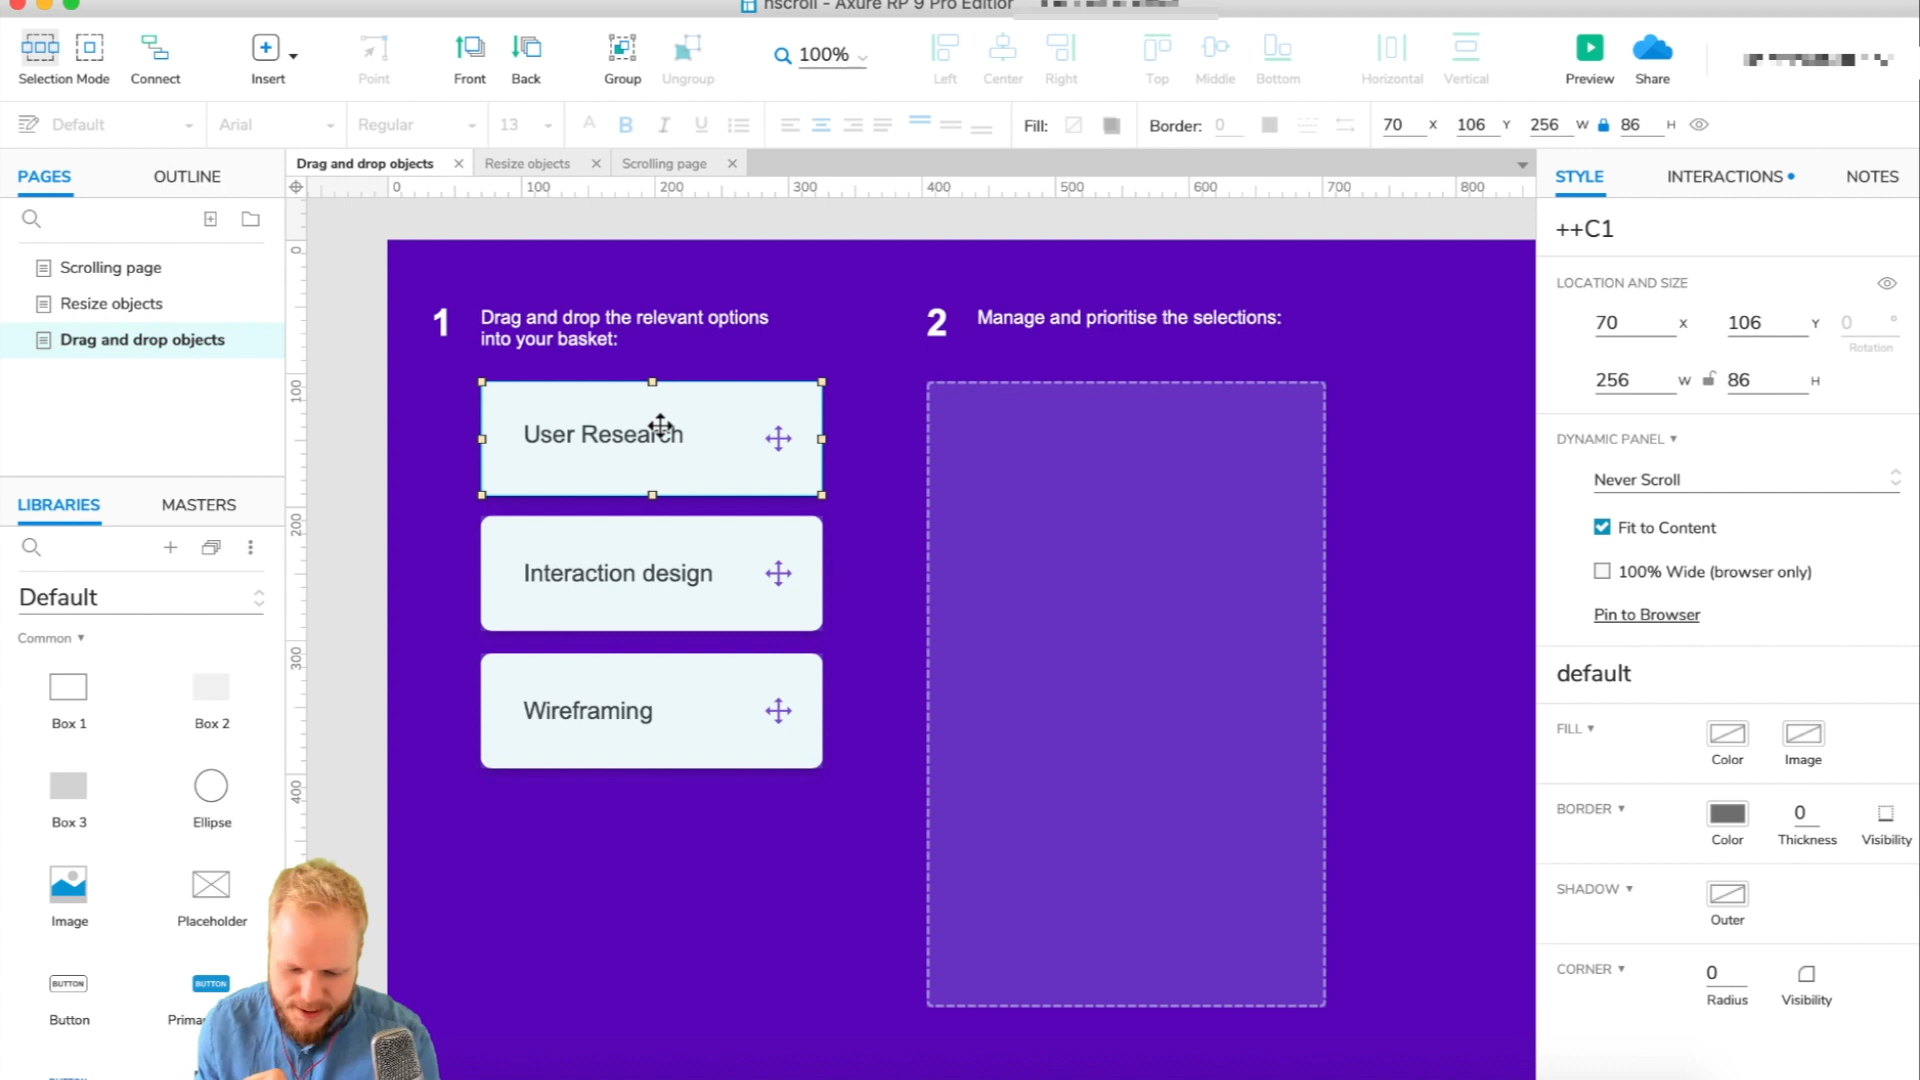 nscroll - Axure RP 9 Pro Edition
Selection Mode
Connect
Insert
Point
Front
Back
Group
Ungroup
100%
Left
Center
Right
Top
Middle
Bottom
Horizontal
Vertical
Preview
Share
Default
Arial
Regular
13
A
B
I
U
Fill:
Border: 0
70 X 106 Y 256 W 86 H
PAGES
OUTLINE
Drag and drop objects
Resize objects
Scrolling page
STYLE
INTERACTIONS
NOTES
0
100
200
300
400
500
600
700
800
0
100
200
300
400
Scrolling page
Resize objects
Drag and drop objects
LIBRARIES
MASTERS
Default
Common
Box 1
Box 2
Box 3
Ellipse
Image
Placeholder
BUTTON
BUTTON
Button
1
Drag and drop the relevant options
into your basket:
User Research
Interaction design
Wireframing
2
Manage and prioritise the selections:
++C1
LOCATION AND SIZE
70 X 106 Y 0 °
Rotation
256 W 86 H
DYNAMIC PANEL
Never Scroll
Fit to Content
100% Wide (browser only)
Pin to Browser
default
FILL
Color
Image
BORDER
0
Color
Thickness
Visibility
SHADOW
Outer
CORNER
0
Radius
Visibility